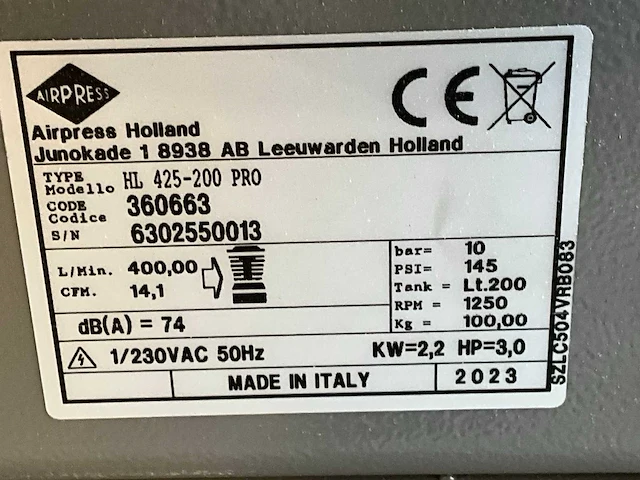 AIRPRESS
CE
Airpress Holland
Junokade 1 8938 AB Leeuwarden Holland
TYPE
Modello HL 425-200 PRO
CODE
Codice 360663
S/N 6302550013
L/Min. 400,00
CFM. 14,1
dB(A) = 74
bar= 10
PSI= 145
Tank = Lt.200
RPM = 1250
Kg = 100,00
1/230VAC 50Hz KW=2,2 HP=3,0
MADE IN ITALY 2023
SZLC504VRB083